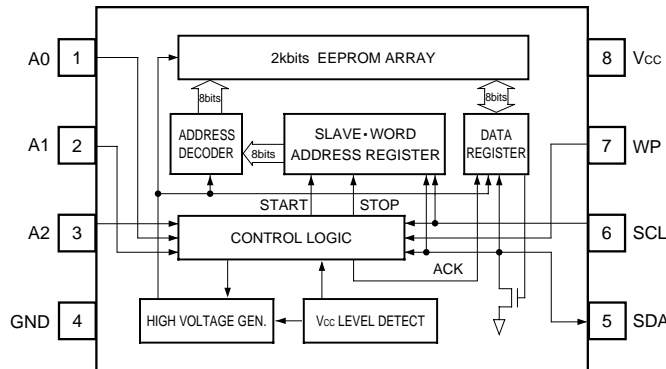 A0 1
2kbits EEPROM ARRAY
8 Vcc
8bits
8bits
A1 2
ADDRESS
DECODER
8bits
SLAVE・WORD
ADDRESS REGISTER
DATA
REGISTER
7 WP
START
STOP
A2 3
CONTROL LOGIC
6 SCL
ACK
GND 4
HIGH VOLTAGE GEN.
Vcc LEVEL DETECT
5 SDA